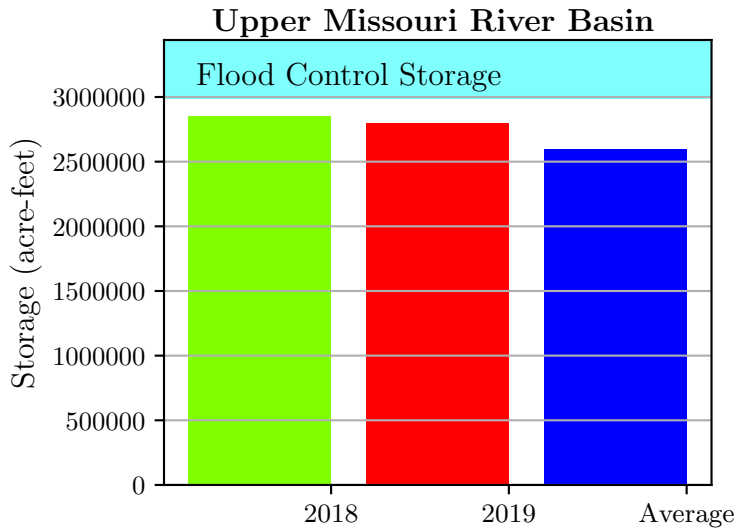 Upper Missouri River Basin
Flood Control Storage
Storage (acre-feet)
3000000
2500000
2000000
1500000
1000000
500000
0
2018 2019 Average